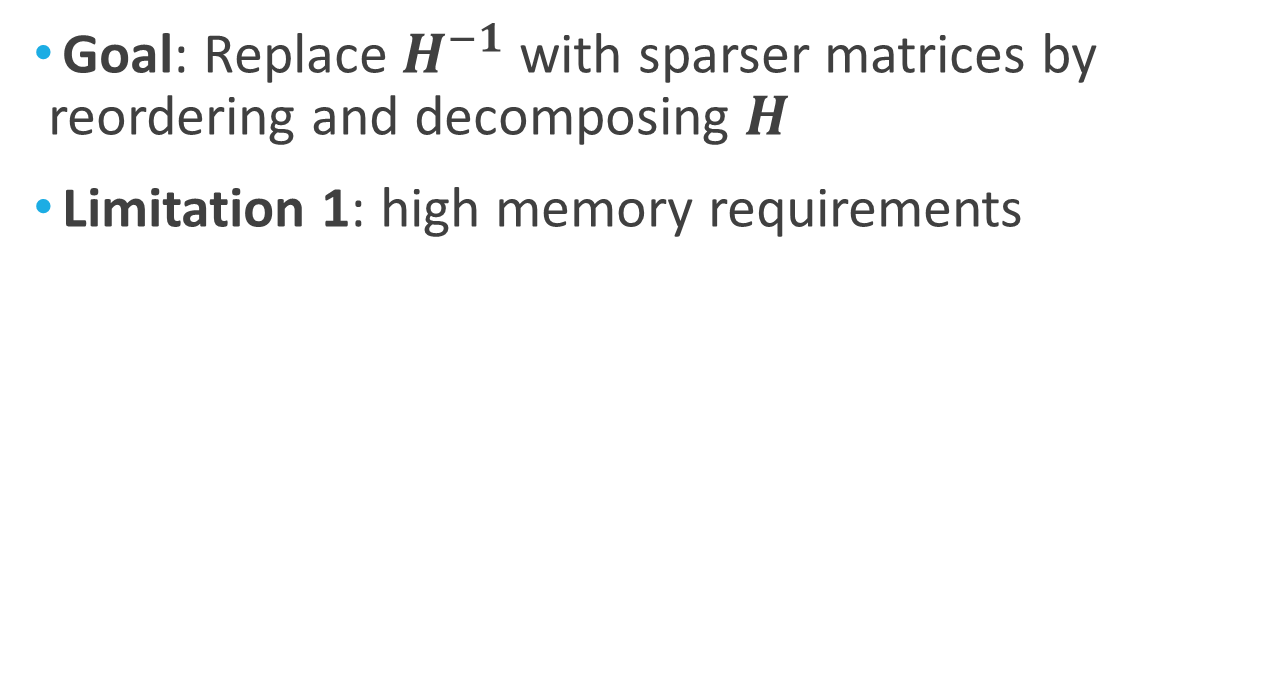 • Goal: Replace H⁻¹ with sparser matrices by
reordering and decomposing H
• Limitation 1: high memory requirements